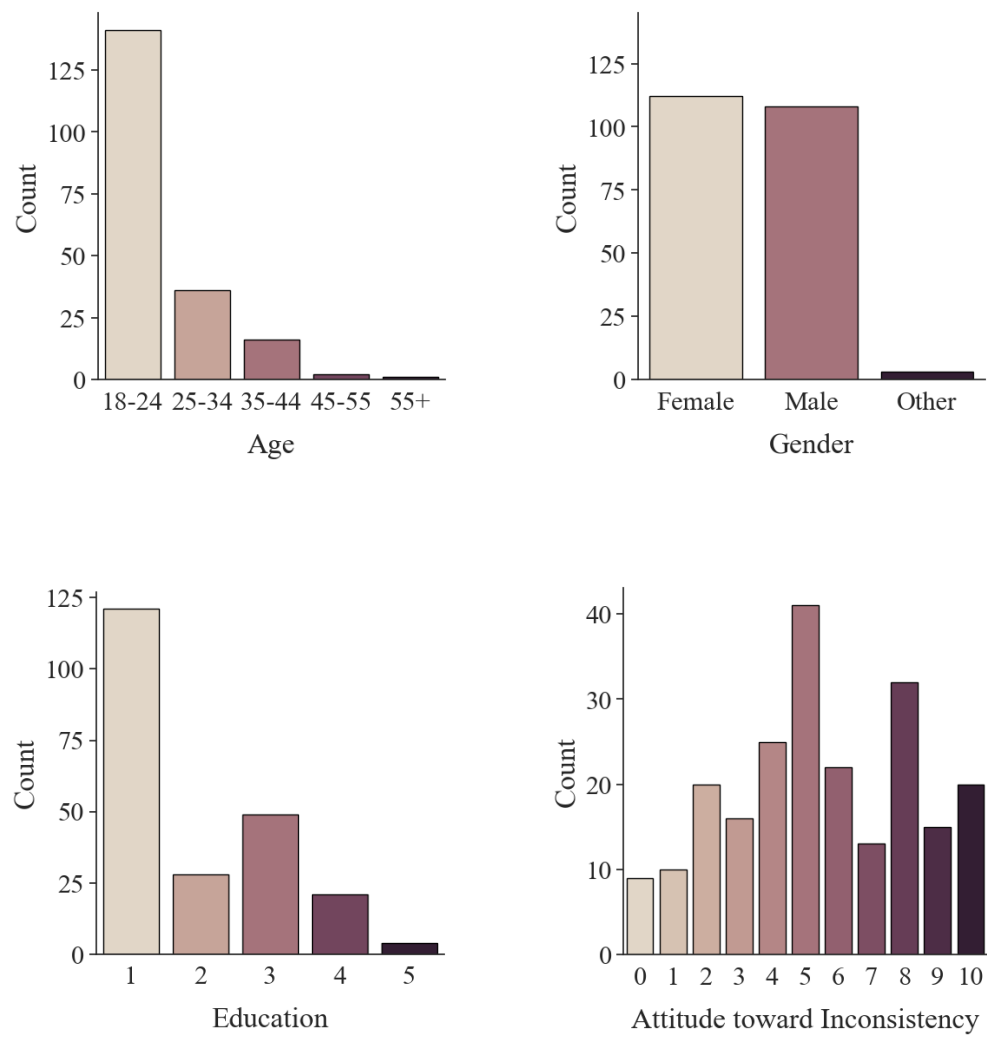 Count
125
100
75
50
25
0
18-24 25-34 35-44 45-55 55+
Age
Count
125
100
75
50
25
0
Female Male Other
Gender
Count
125
100
75
50
25
0
1 2 3 4 5
Education
Count
40
30
20
10
0
0 1 2 3 4 5 6 7 8 9 10
Attitude toward Inconsistency